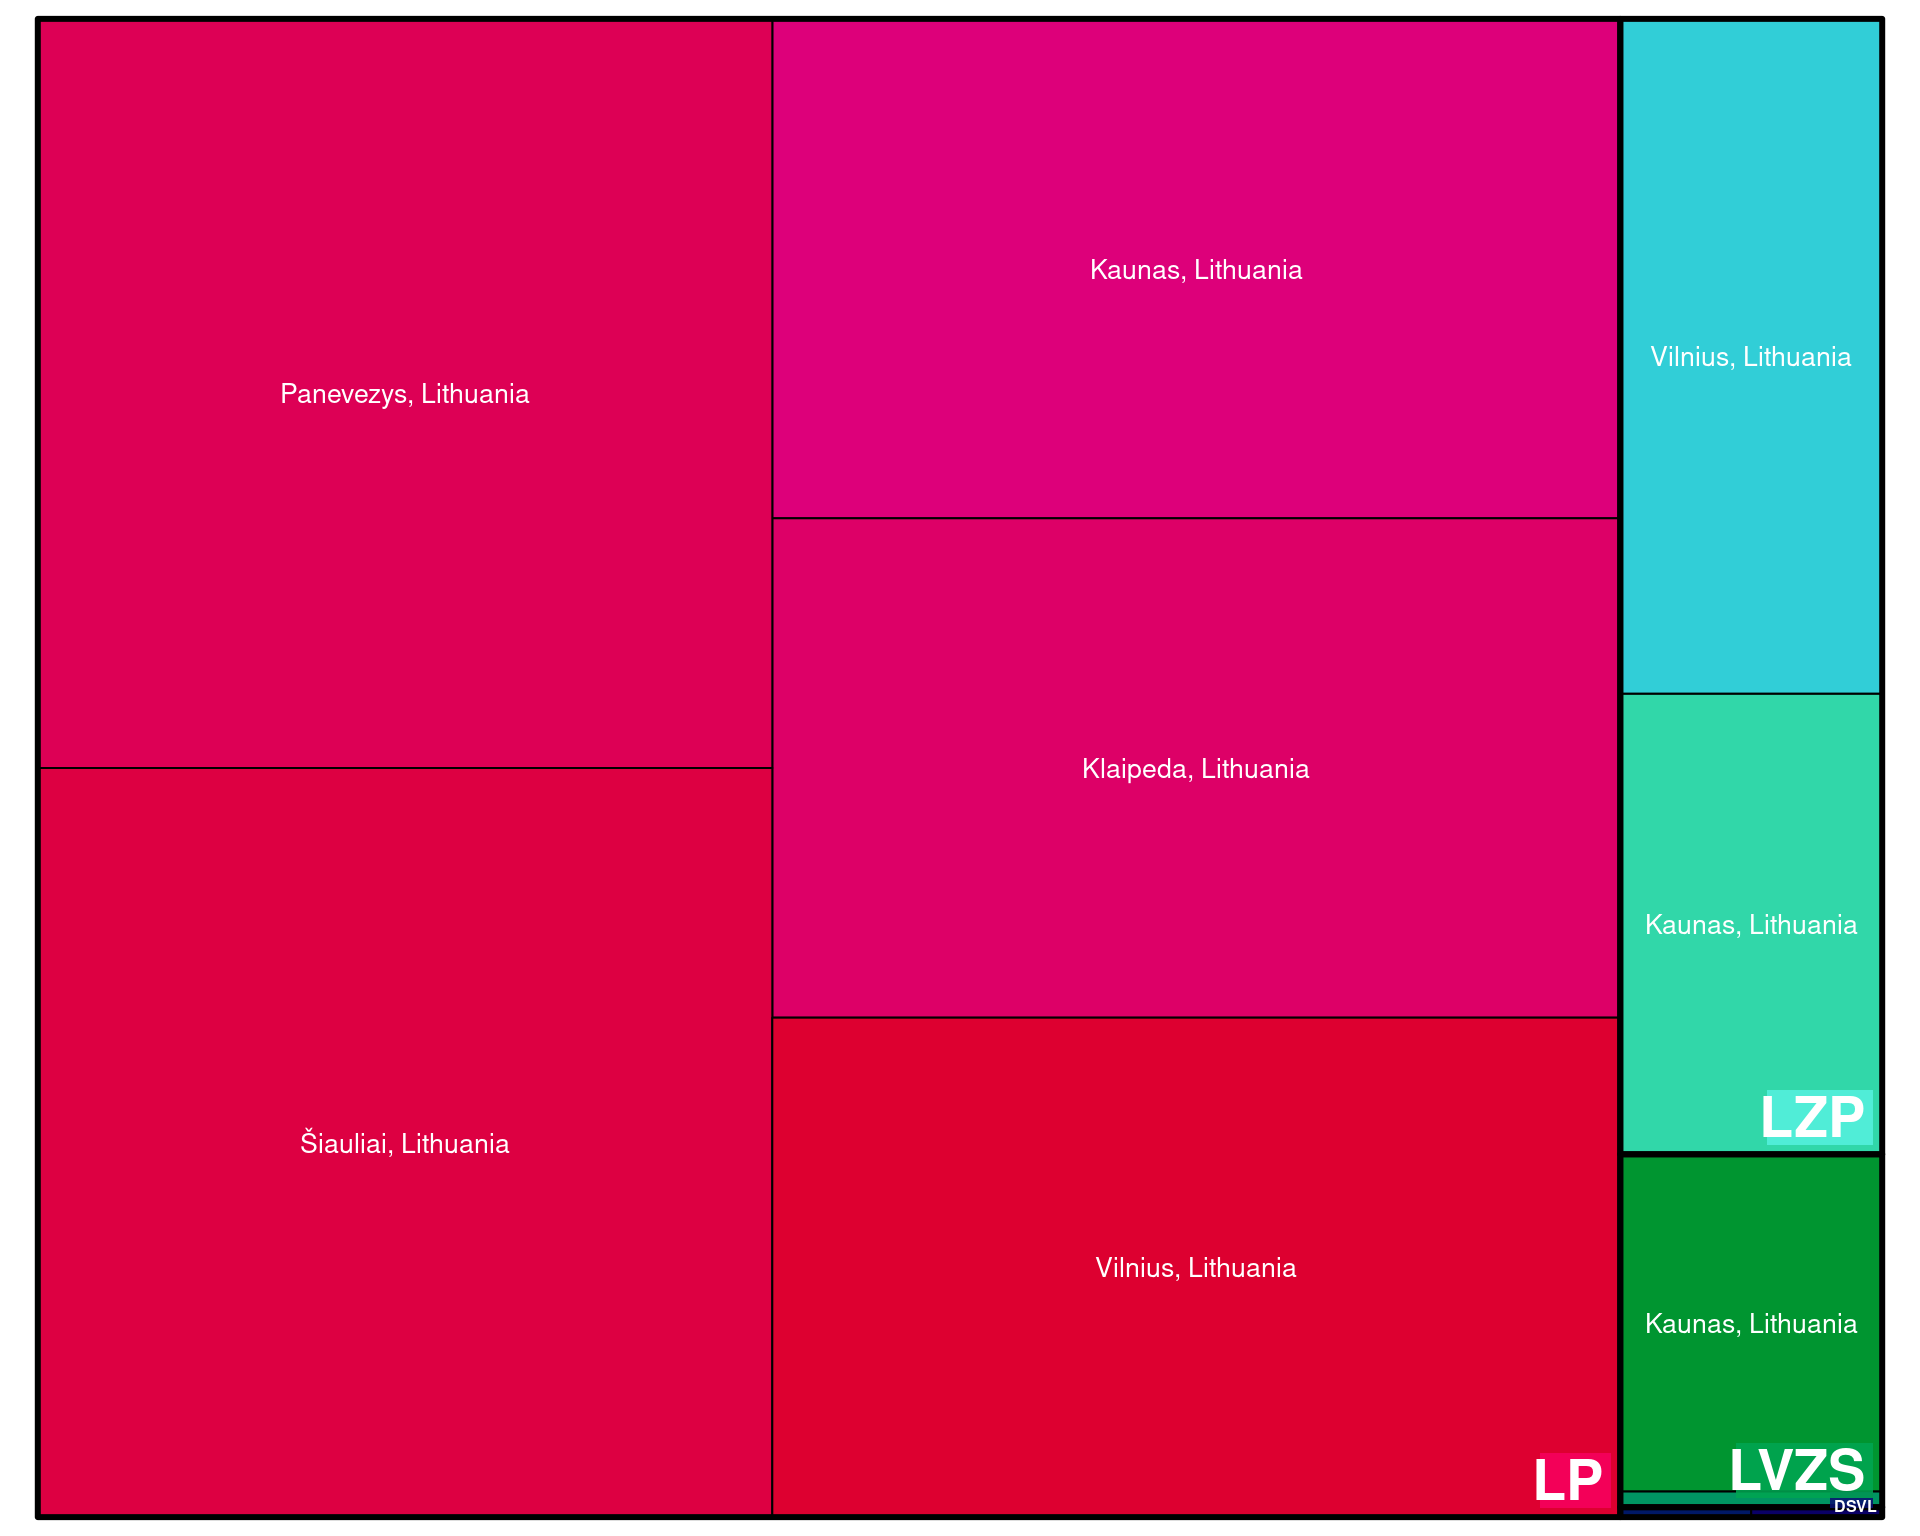 Panevezys, Lithuania
Šiauliai, Lithuania
Kaunas, Lithuania
Klaipeda, Lithuania
Vilnius, Lithuania
LP
Vilnius, Lithuania
Kaunas, Lithuania
LZP
Kaunas, Lithuania
LVZS
DSVL